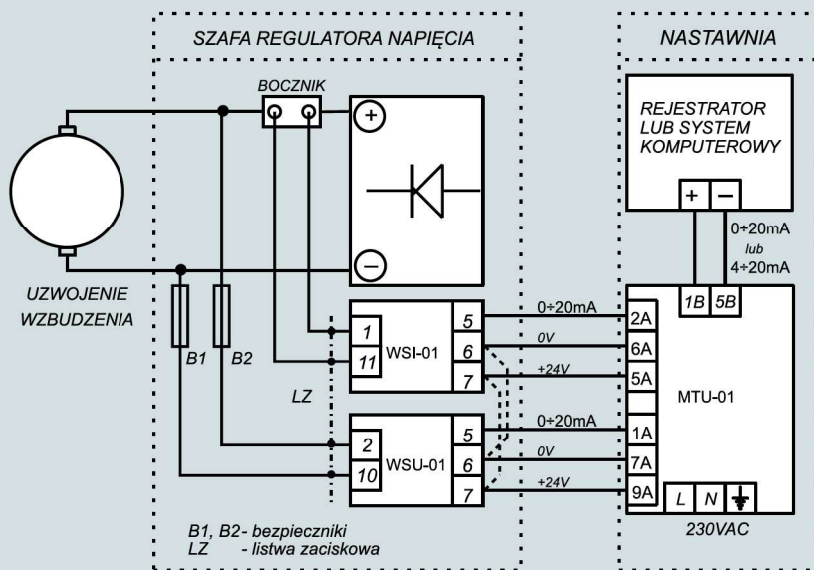 SZAFA REGULATORA NAPIĘCIA
NASTAWNIA
BOCZNIK
+
−
REJESTRATOR
LUB SYSTEM
KOMPUTEROWY
+ −
0÷20mA
lub
4÷20mA
UZWOJENIE
WZBUDZENIA
B1
B2
LZ
1
11
WSI-01
5
6
7
0÷20mA
0V
+24V
2
10
WSU-01
5
6
7
0÷20mA
0V
+24V
1B 5B
2A
6A
5A
1A
7A
9A
MTU-01
L N
230VAC
B1, B2 - bezpieczniki
LZ - listwa zaciskowa